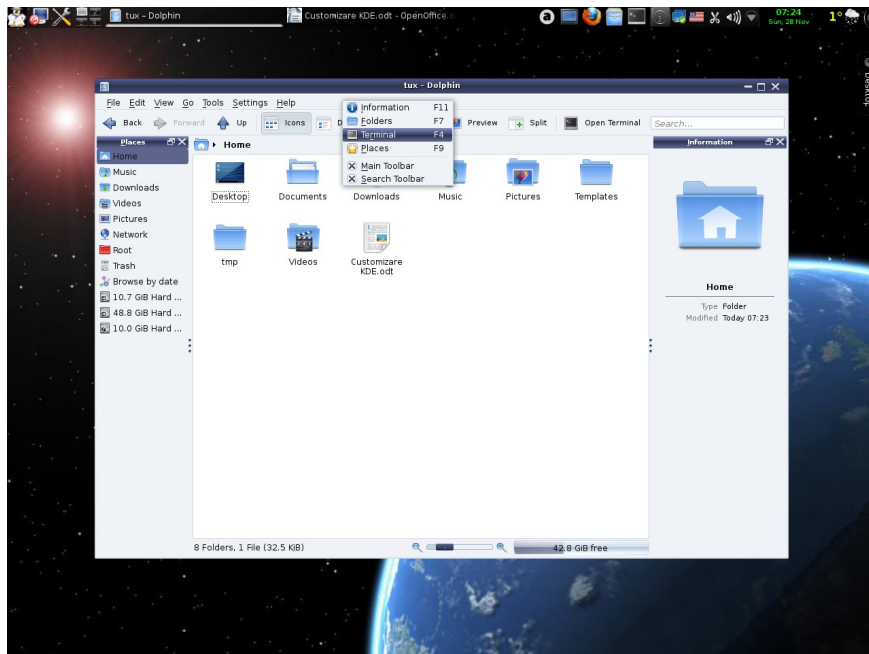 tux - Dolphin
Customizare KDE.odt - OpenOffice.o
07:24
Sun, 28 Nov
1°
tux - Dolphin
File Edit View Go Tools Settings Help
Back Forward Up Icons D Preview Split Open Terminal Search...
Information F11
Folders F7
Terminal F4
Places F9
Main Toolbar
Search Toolbar
Places
Home
Music
Downloads
Videos
Pictures
Network
Root
Trash
Browse by date
10.7 GiB Hard ...
48.8 GiB Hard ...
10.0 GiB Hard ...
Home
Desktop Documents Downloads Music Pictures Templates
tmp Videos Customizare
KDE.odt
Information
Home
Type Folder
Modified Today 07:23
8 Folders, 1 File (32.5 KiB)
42.8 GiB free